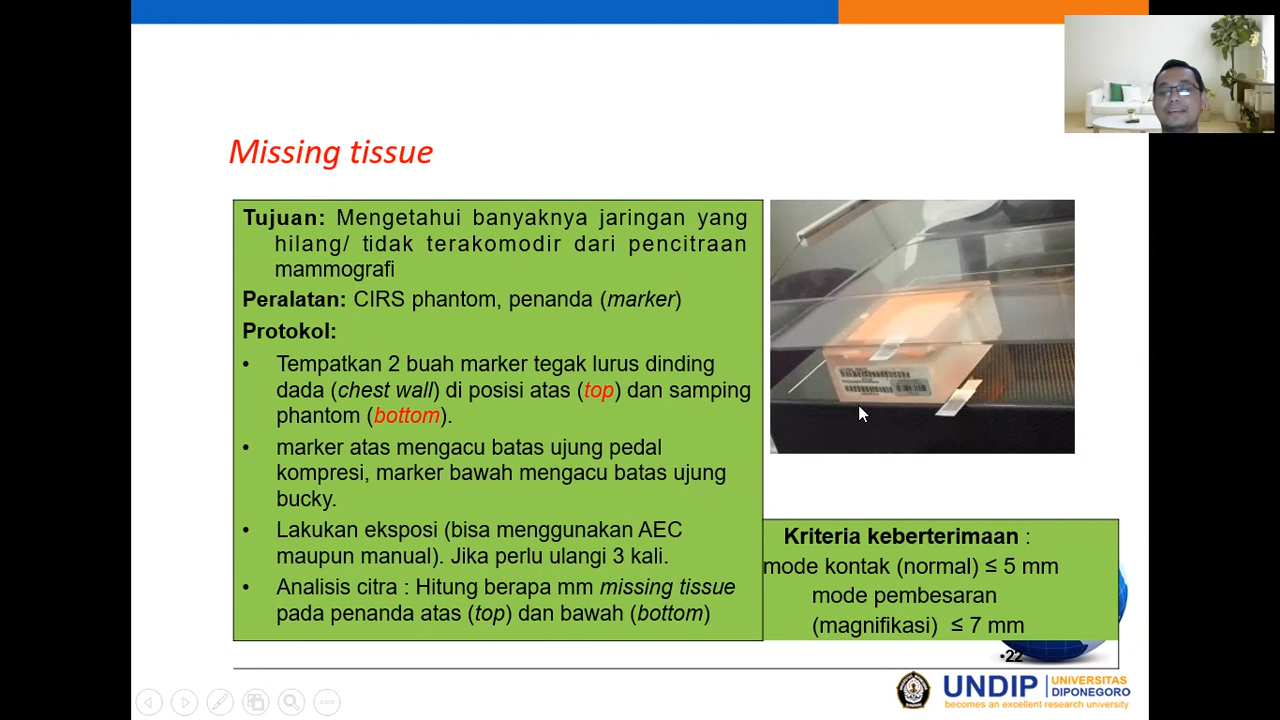 Missing tissue
Tujuan: Mengetahui banyaknya jaringan yang
hilang/ tidak terakomodir dari pencitraan
mammografi
Peralatan: CIRS phantom, penanda (marker)
Protokol:
• Tempatkan 2 buah marker tegak lurus dinding
dada (chest wall) di posisi atas (top) dan samping
phantom (bottom).
• marker atas mengacu batas ujung pedal
kompresi, marker bawah mengacu batas ujung
bucky.
• Lakukan eksposi (bisa menggunakan AEC
maupun manual). Jika perlu ulangi 3 kali.
• Analisis citra : Hitung berapa mm missing tissue
pada penanda atas (top) dan bawah (bottom)
Kriteria keberterimaan :
mode kontak (normal) ≤ 5 mm
mode pembesaran
(magnifikasi) ≤ 7 mm
•22
UNDIP
UNIVERSITAS
DIPONEGORO
becomes an excellent research university